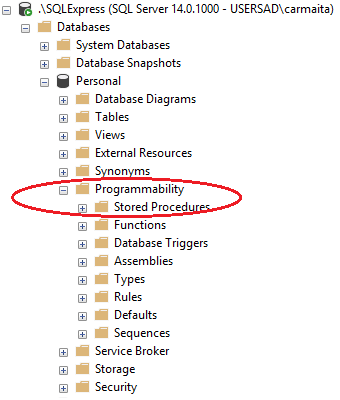 .\SQLExpress (SQL Server 14.0.1000 - USERSAD\carmaita)
Databases
System Databases
Database Snapshots
Personal
Database Diagrams
Tables
Views
External Resources
Synonyms
Programmability
Stored Procedures
Functions
Database Triggers
Assemblies
Types
Rules
Defaults
Sequences
Service Broker
Storage
Security